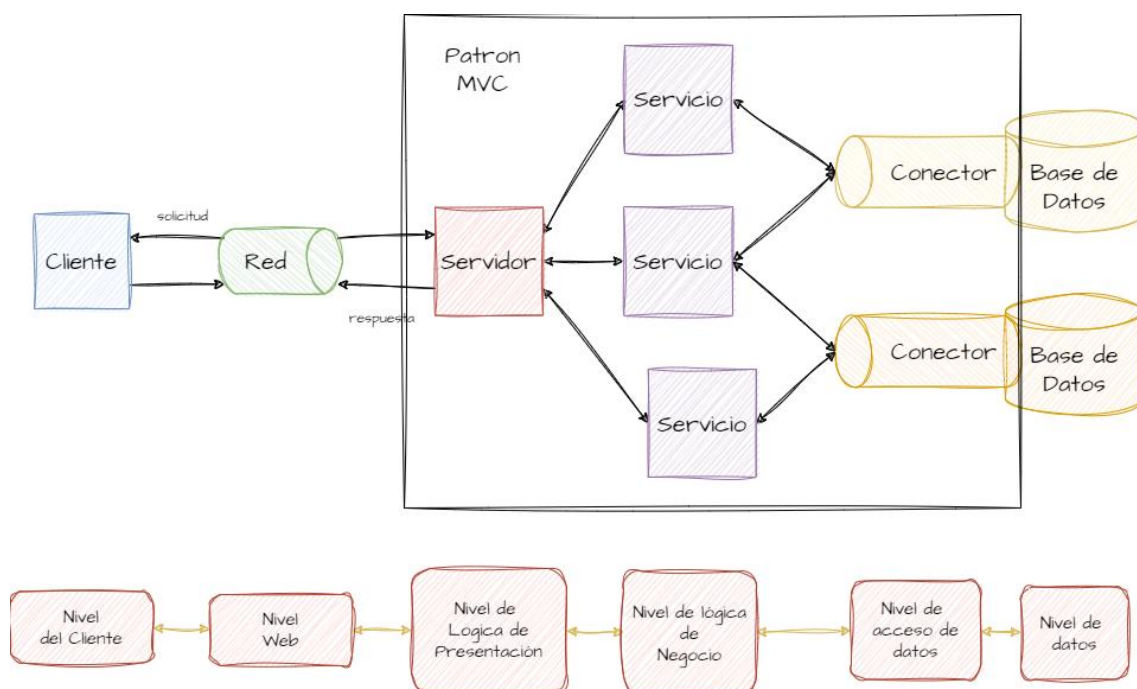 Patron
MVC
Servicio
Conector
Base de
Datos
solicitud
Cliente
Red
Servidor
Servicio
respuesta
Conector
Base de
Datos
Servicio
Nivel
del Cliente
Nivel
Web
Nivel de
Logica de
Presentación
Nivel de lógica
de
Negocio
Nivel de
acceso de
datos
Nivel de
datos